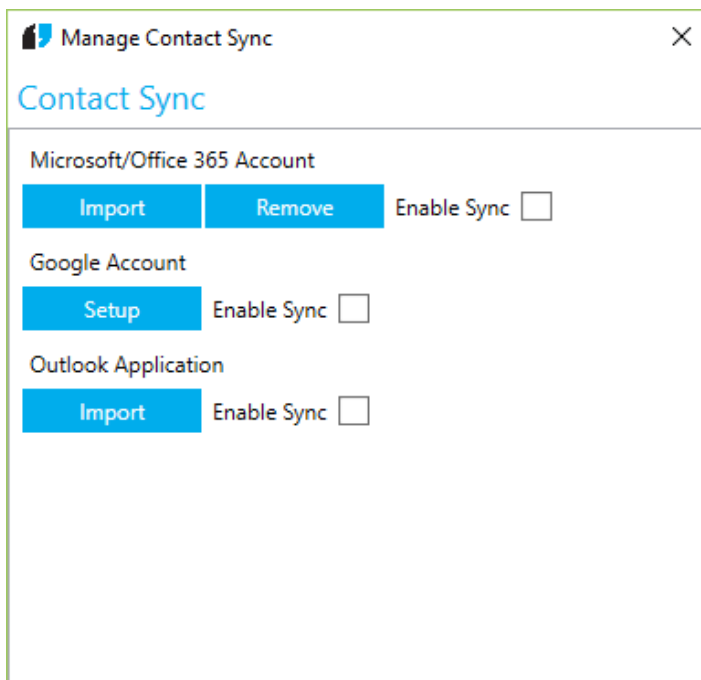 Manage Contact Sync
Contact Sync
Microsoft/Office 365 Account
Import Remove Enable Sync
Google Account
Setup Enable Sync
Outlook Application
Import Enable Sync